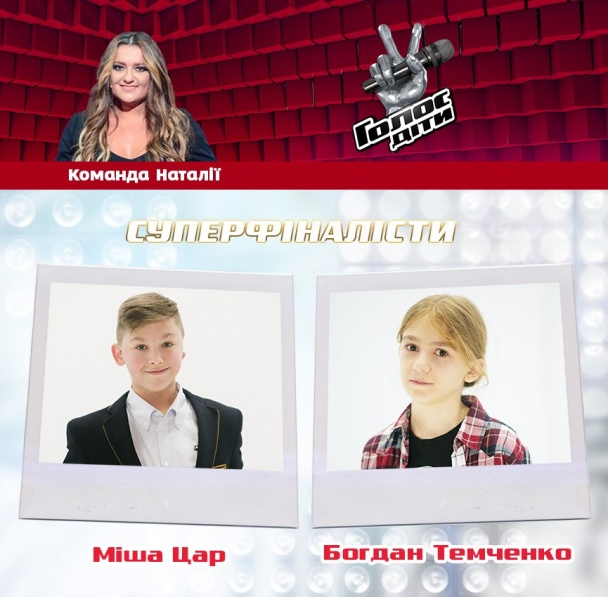 Голос
діти
Команда Наталії
СУПЕРФІНАЛІСТИ
Міша Цар
Богдан Темченко